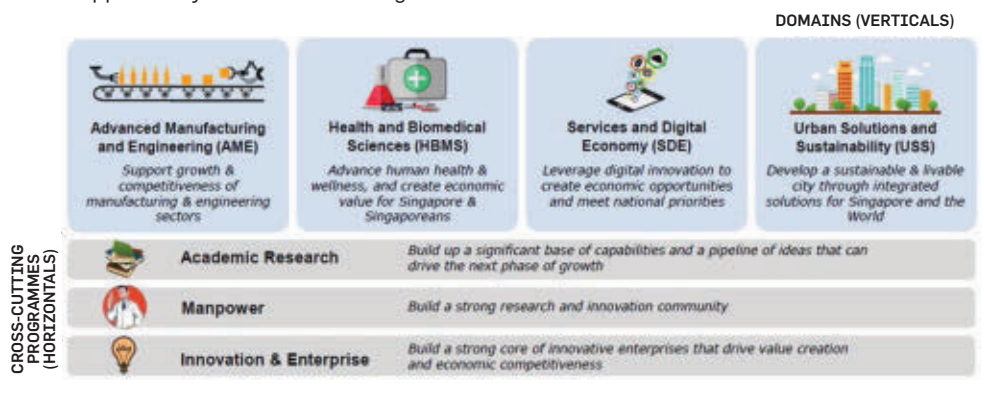 DOMAINS (VERTICALS)
Advanced Manufacturing
and Engineering (AME)
Support growth &
competitiveness of
manufacturing & engineering
sectors
Health and Biomedical
Sciences (HBMS)
Advance human health &
wellness, and create economic
value for Singapore &
Singaporeans
Services and Digital
Economy (SDE)
Leverage digital innovation to
create economic opportunities
and meet national priorities
Urban Solutions and
Sustainability (USS)
Develop a sustainable & livable
city through integrated
solutions for Singapore and the
World
CROSS-CUTTING
PROGRAMMES
(HORIZONTALS)
Academic Research
Build up a significant base of capabilities and a pipeline of ideas that can
drive the next phase of growth
Manpower
Build a strong research and innovation community
Innovation & Enterprise
Build a strong core of innovative enterprises that drive value creation
and economic competitiveness